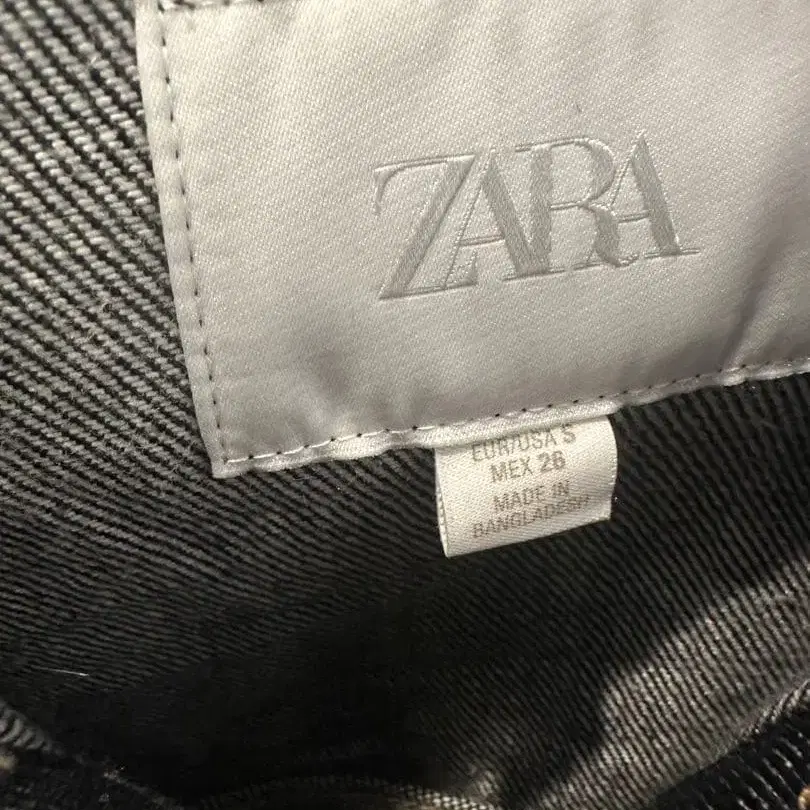 ZARA
EUR/USA S
MEX 26
MADE IN
BANGLADESH